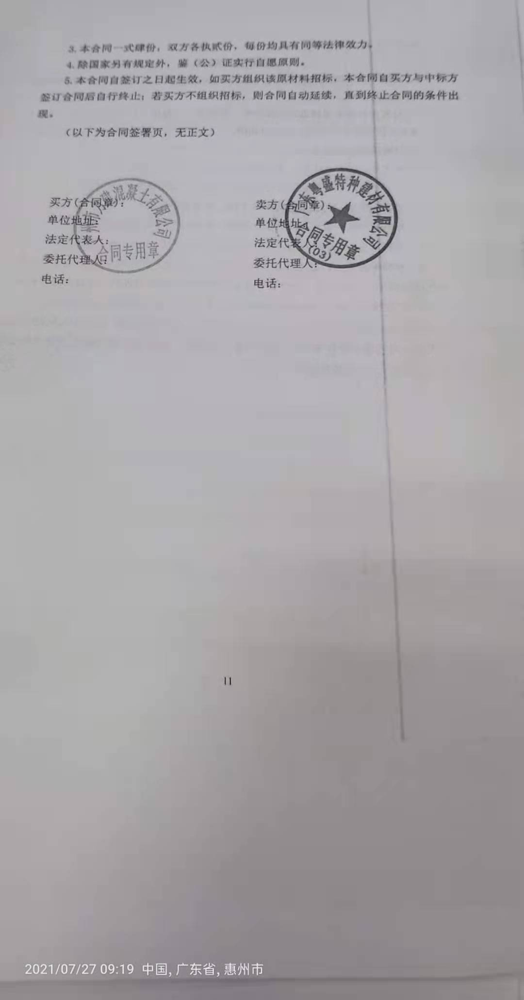 3. 本合同一式肆份，双方各执贰份，每份均具有同等法律效力。
4. 除国家另有规定外，鉴（公）证实行自愿原则。
5. 本合同自签订之日起生效，如买方组织该原材料招标，本合同自买方与中标方
签订合同后自行终止；若买方不组织招标，则合同自动延续，直到终止合同的条件出
现。
（以下为合同签署页，无正文）
买方(合同章)：
单位地址：
法定代表人：
委托代理人：
电话：
州市 建混凝土有限公司
合同专用章
卖方(合同章)：
单位地址：
法定代表人：
委托代理人：
电话：
广东粤盛特种建材有限公司
合同专用章
(03)
11
2021/07/27 09:19 中国, 广东省, 惠州市